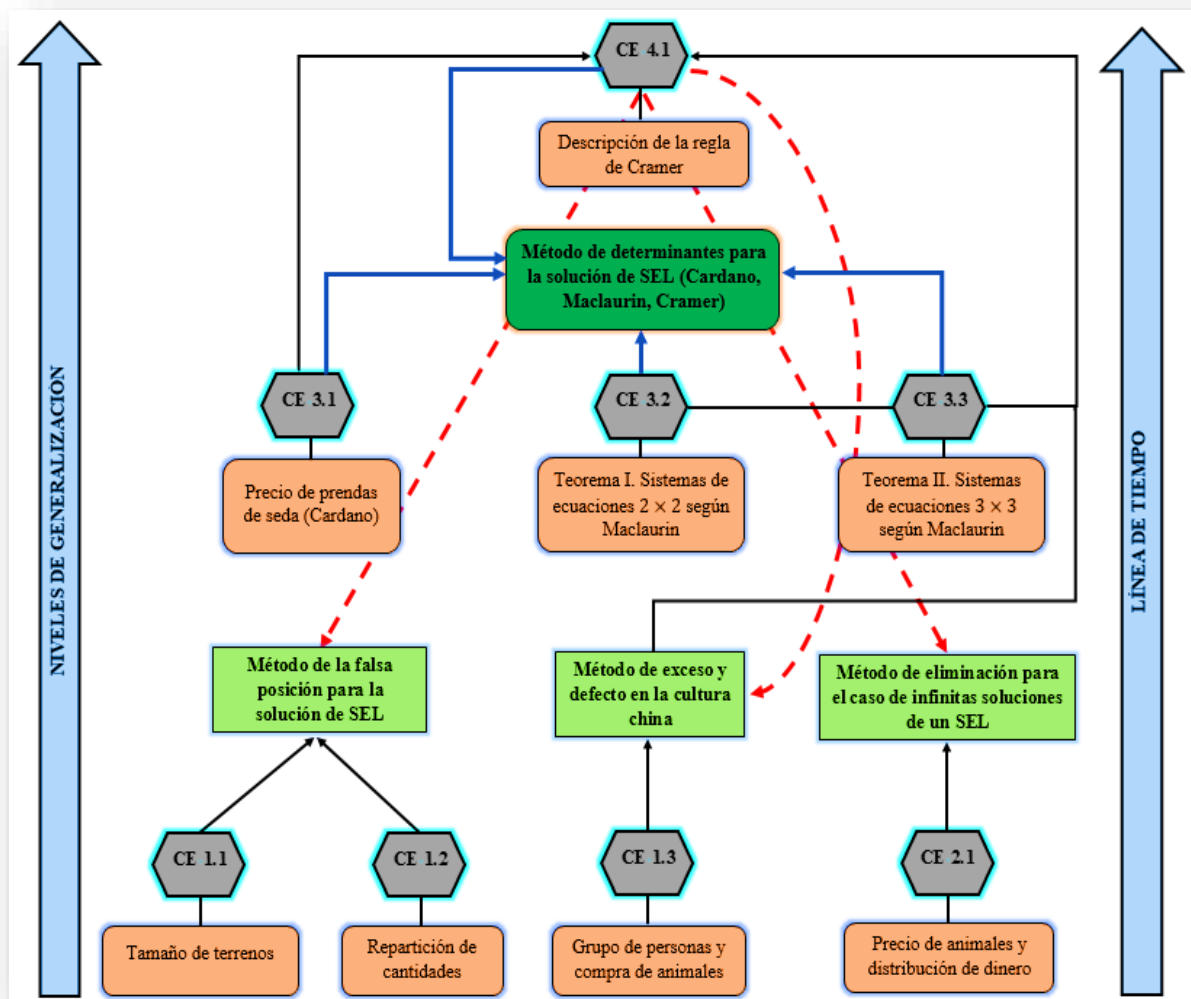 CE 4.1
Descripción de la regla
de Cramer
Método de determinantes para
la solución de SEL (Cardano,
Maclaurin, Cramer)
NIVELES DE GENERALIZACIÓN
LÍNEA DE TIEMPO
CE 3.1
CE 3.2
CE 3.3
Precio de prendas
de seda (Cardano)
Teorema I. Sistemas de
ecuaciones 2 × 2 según
Maclaurin
Teorema II. Sistemas
de ecuaciones 3 × 3
según Maclaurin
Método de la falsa
posición para la
solución de SEL
Método de exceso y
defecto en la cultura
china
Método de eliminación para
el caso de infinitas soluciones
de un SEL
CE 1.1
CE 1.2
CE 1.3
CE 2.1
Tamaño de terrenos
Repartición de
cantidades
Grupo de personas y
compra de animales
Precio de animales y
distribución de dinero